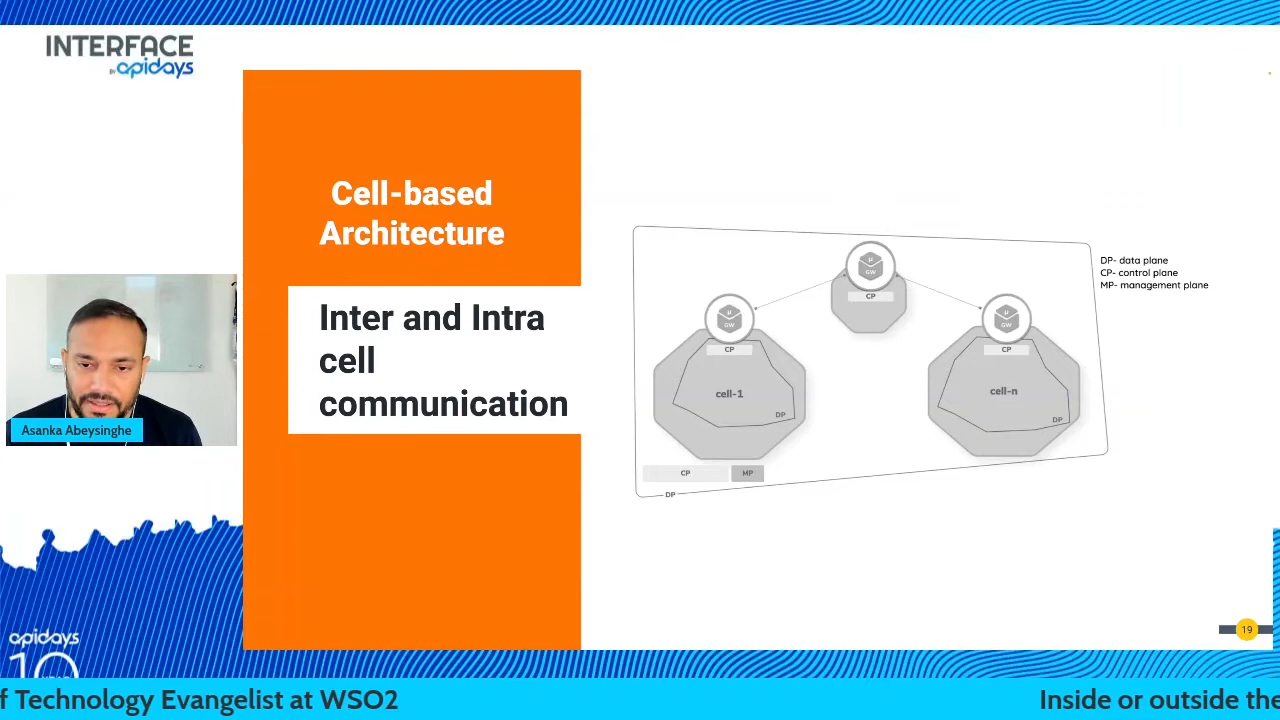 INTERFACE
BY apidays
Cell-based
Architecture
Inter and Intra
cell
communication
Asanka Abeysinghe
μ
GW
CP
μ
GW
CP
cell-1
DP
μ
GW
CP
cell-n
DP
CP
MP
DP
DP- data plane
CP- control plane
MP- management plane
19
apidays
10
f Technology Evangelist at WSO2
Inside or outside the